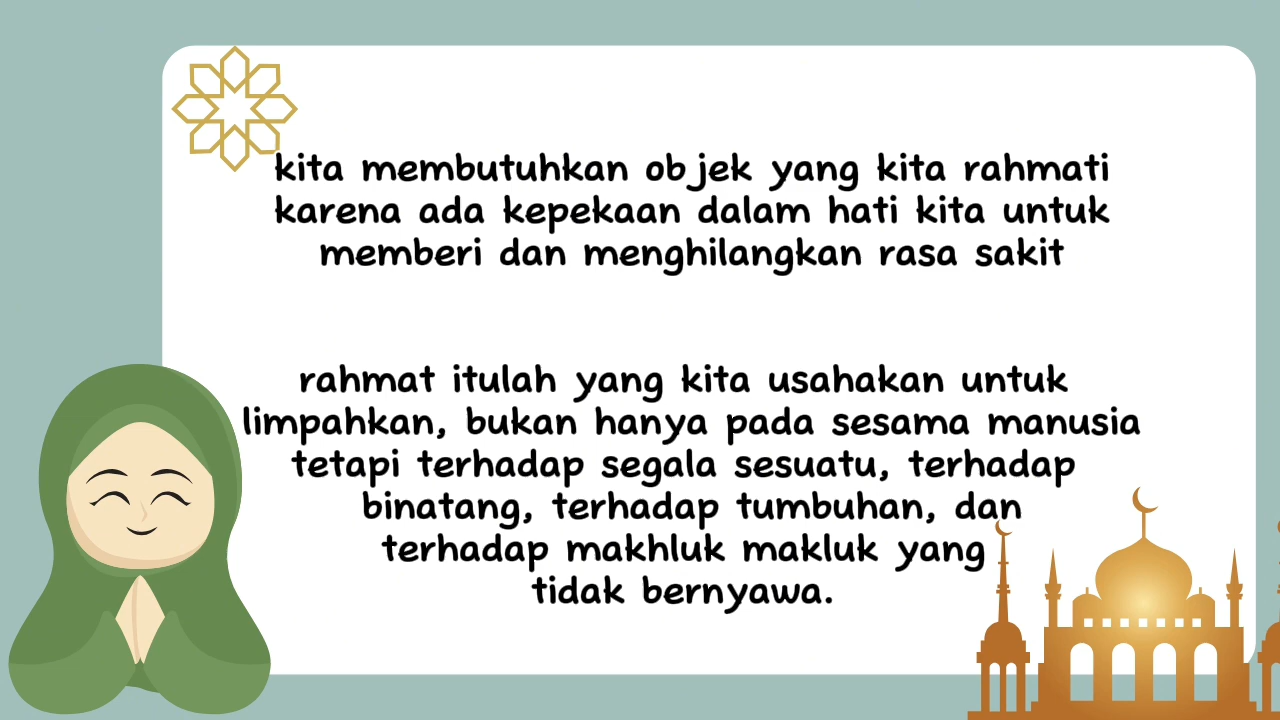 kita membutuhkan objek yang kita rahmati
karena ada kepekaan dalam hati kita untuk
memberi dan menghilangkan rasa sakit
rahmat itulah yang kita usahakan untuk
limpahkan, bukan hanya pada sesama manusia
tetapi terhadap segala sesuatu, terhadap
binatang, terhadap tumbuhan, dan
terhadap makhluk makluk yang
tidak bernyawa.